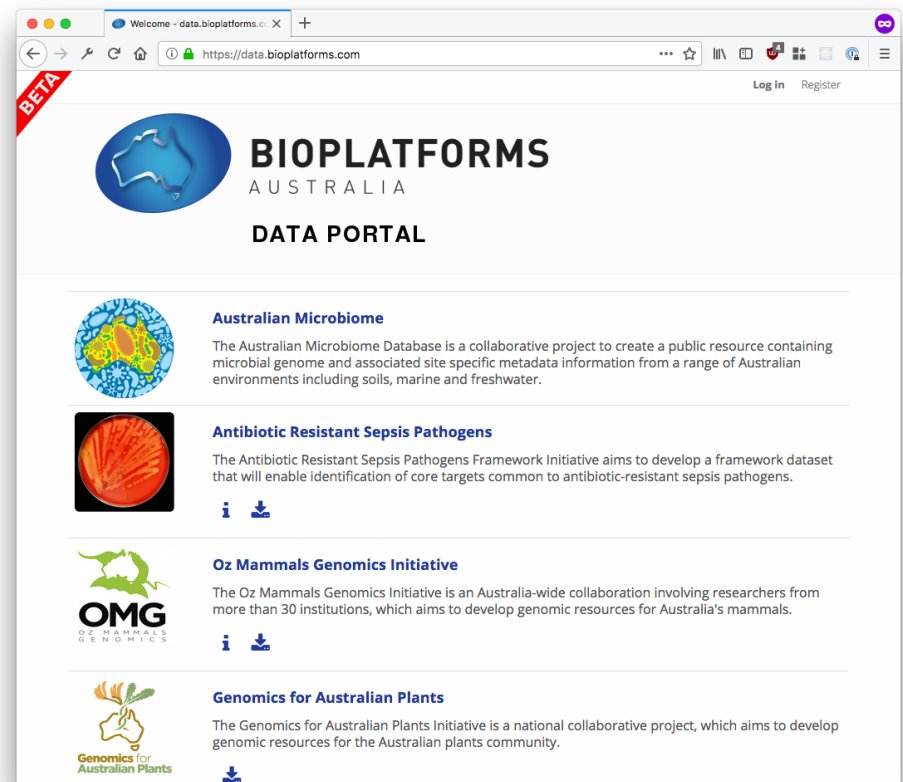 Welcome - data.bioplatforms.co
https://data.bioplatforms.com
4
BETA
Log In Register
BIOPLATFORMS
AUSTRALIA
DATA PORTAL
Australian Microbiome
The Australian Microbiome Database is a collaborative project to create a public resource containing
microbial genome and associated site specific metadata information from a range of Australian
environments including soils, marine and freshwater.
Antibiotic Resistant Sepsis Pathogens
The Antibiotic Resistant Sepsis Pathogens Framework Initiative aims to develop a framework dataset
that will enable identification of core targets common to antibiotic-resistant sepsis pathogens.
OMG
OZ MAMMALS
GENOMICS
Oz Mammals Genomics Initiative
The Oz Mammals Genomics Initiative is an Australia-wide collaboration involving researchers from
more than 30 institutions, which aims to develop genomic resources for Australia's mammals.
Genomics for
Australian Plants
Genomics for Australian Plants
The Genomics for Australian Plants Initiative is a national collaborative project, which aims to develop
genomic resources for the Australian plants community.